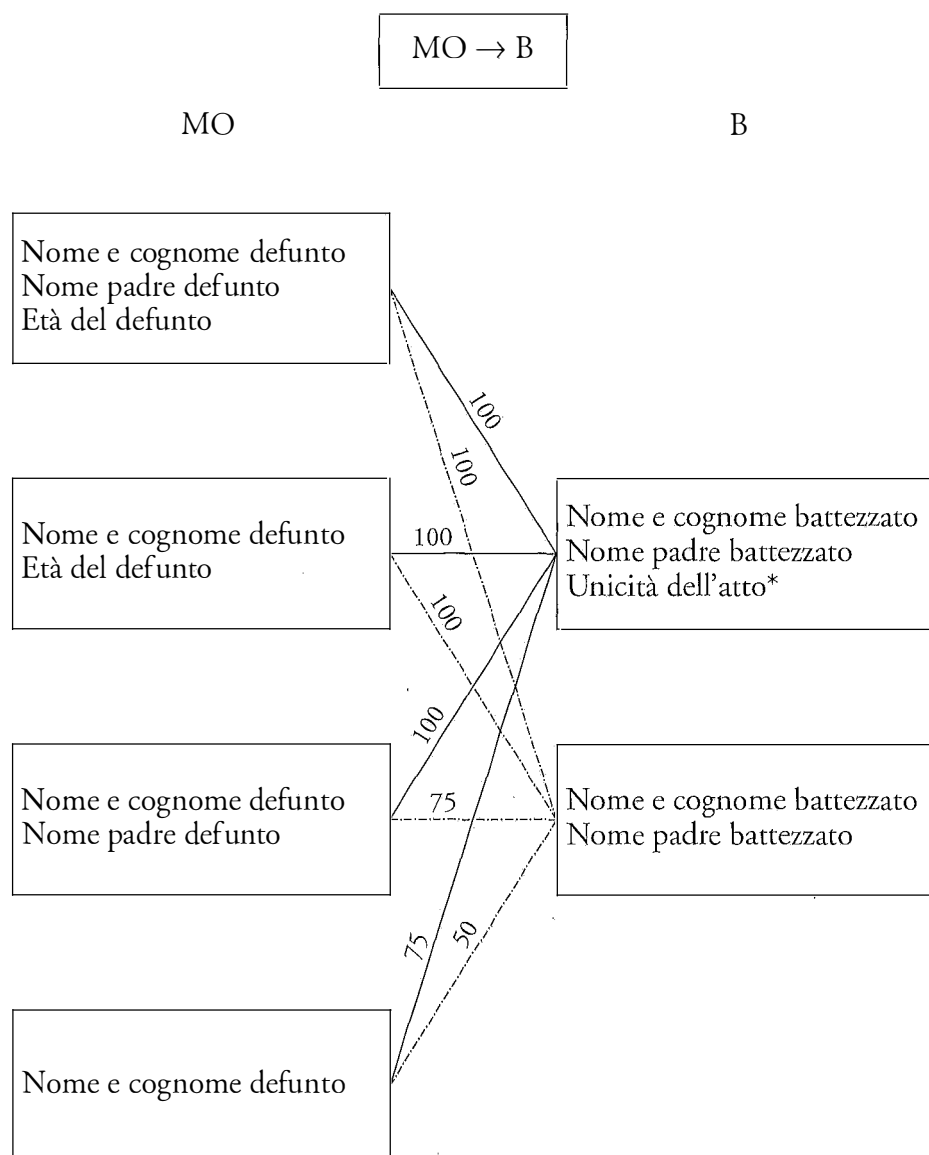 MO → B
MO
B
Nome e cognome defunto
Nome padre defunto
Età del defunto
100
100
Nome e cognome defunto
Età del defunto
100
100
Nome e cognome battezzato
Nome padre battezzato
Unicità dell'atto*
100
Nome e cognome defunto
Nome padre defunto
75
Nome e cognome battezzato
Nome padre battezzato
75
50
Nome e cognome defunto